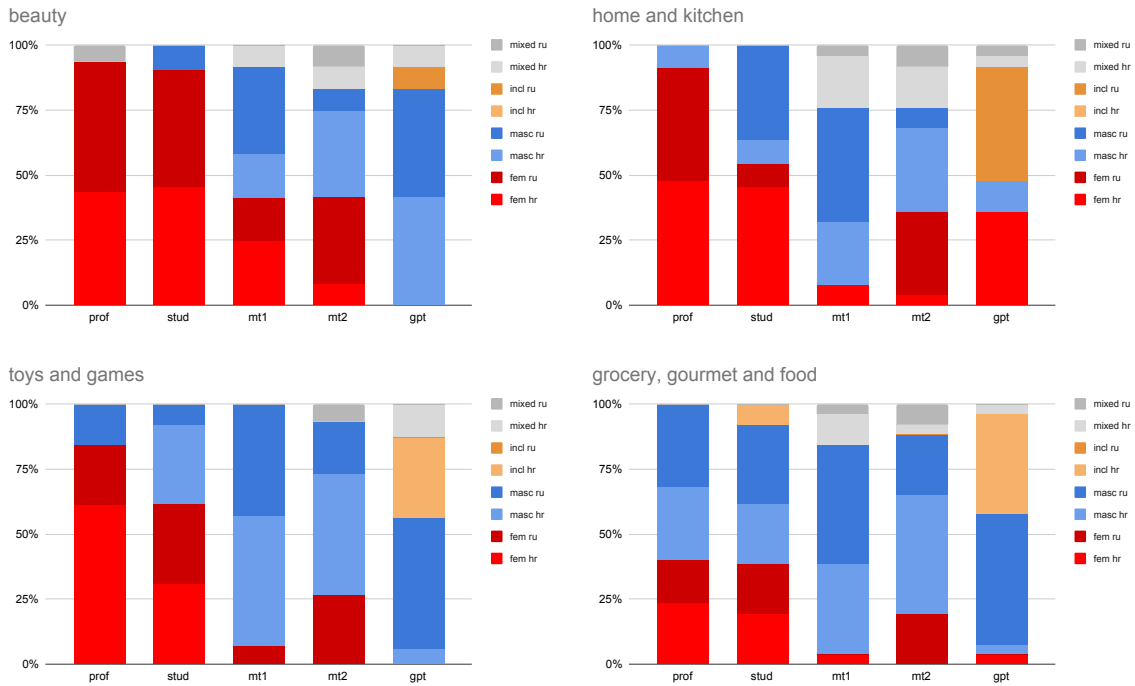 beauty
100%
75%
50%
25%
0%
prof stud mt1 mt2 gpt
mixed ru
mixed hr
incl ru
incl hr
masc ru
masc hr
fem ru
fem hr
home and kitchen
100%
75%
50%
25%
0%
prof stud mt1 mt2 gpt
mixed ru
mixed hr
incl ru
incl hr
masc ru
masc hr
fem ru
fem hr
toys and games
100%
75%
50%
25%
0%
prof stud mt1 mt2 gpt
mixed ru
mixed hr
incl ru
incl hr
masc ru
masc hr
fem ru
fem hr
grocery, gourmet and food
100%
75%
50%
25%
0%
prof stud mt1 mt2 gpt
mixed ru
mixed hr
incl ru
incl hr
masc ru
masc hr
fem ru
fem hr